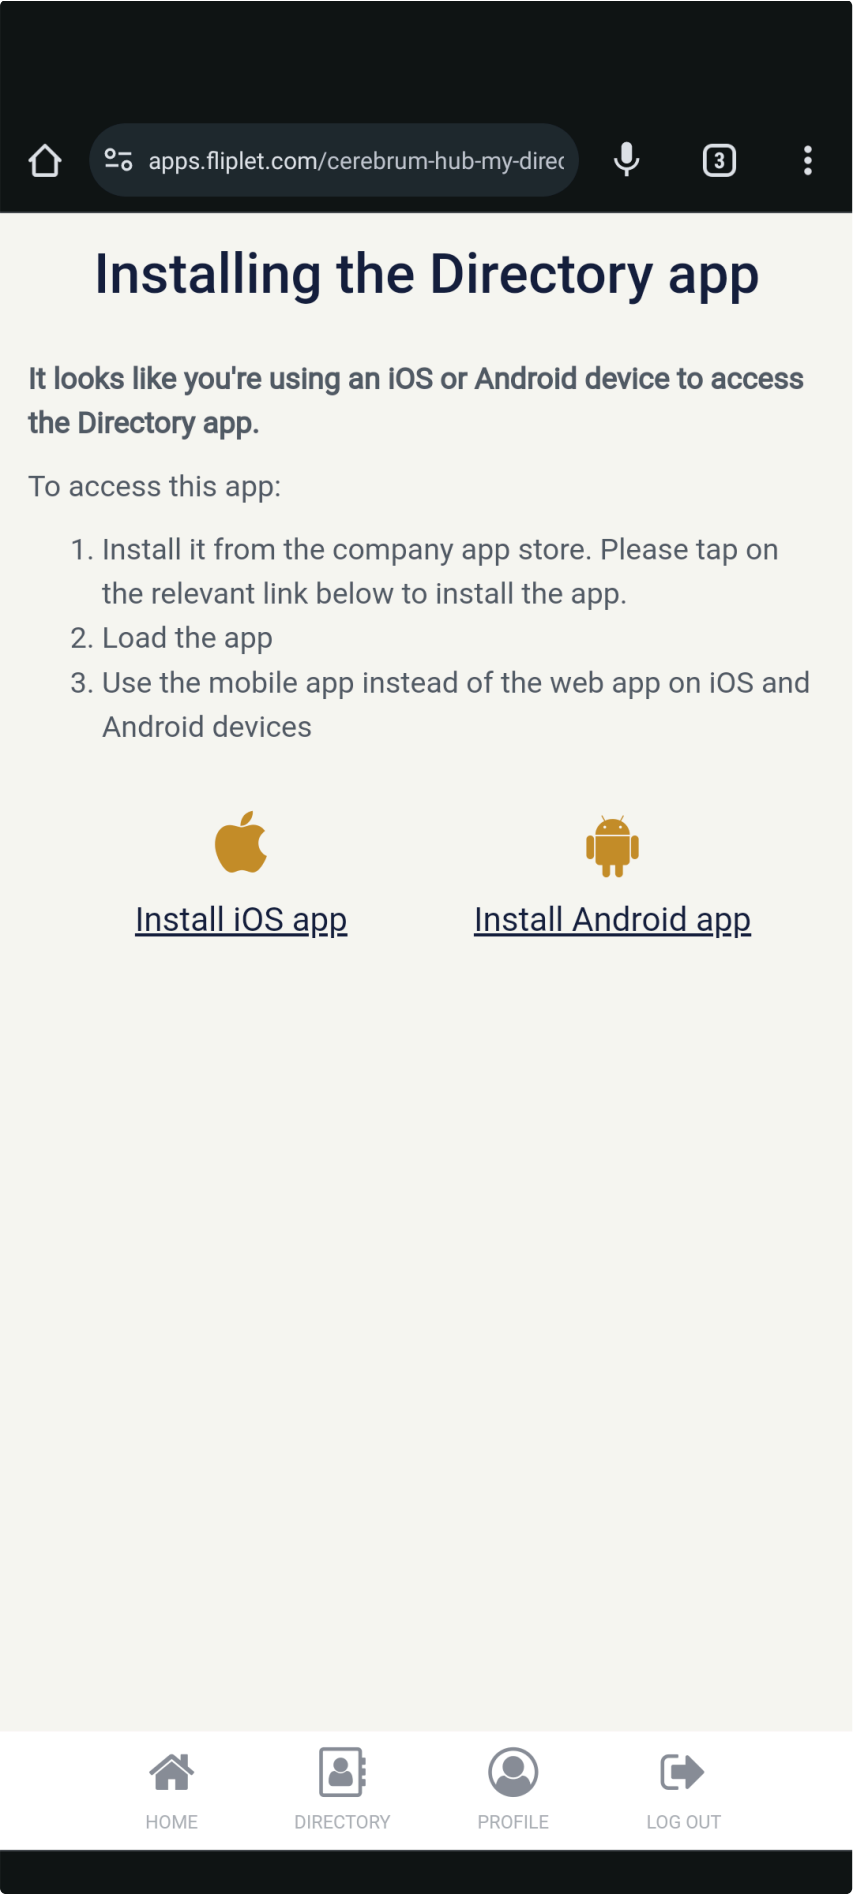 apps.fliplet.com/cerebrum-hub-my-direc
3
Installing the Directory app
It looks like you're using an iOS or Android device to access
the Directory app.
To access this app:
1. Install it from the company app store. Please tap on
the relevant link below to install the app.
2. Load the app
3. Use the mobile app instead of the web app on iOS and
Android devices
Install iOS app
Install Android app
HOME
DIRECTORY
PROFILE
LOG OUT